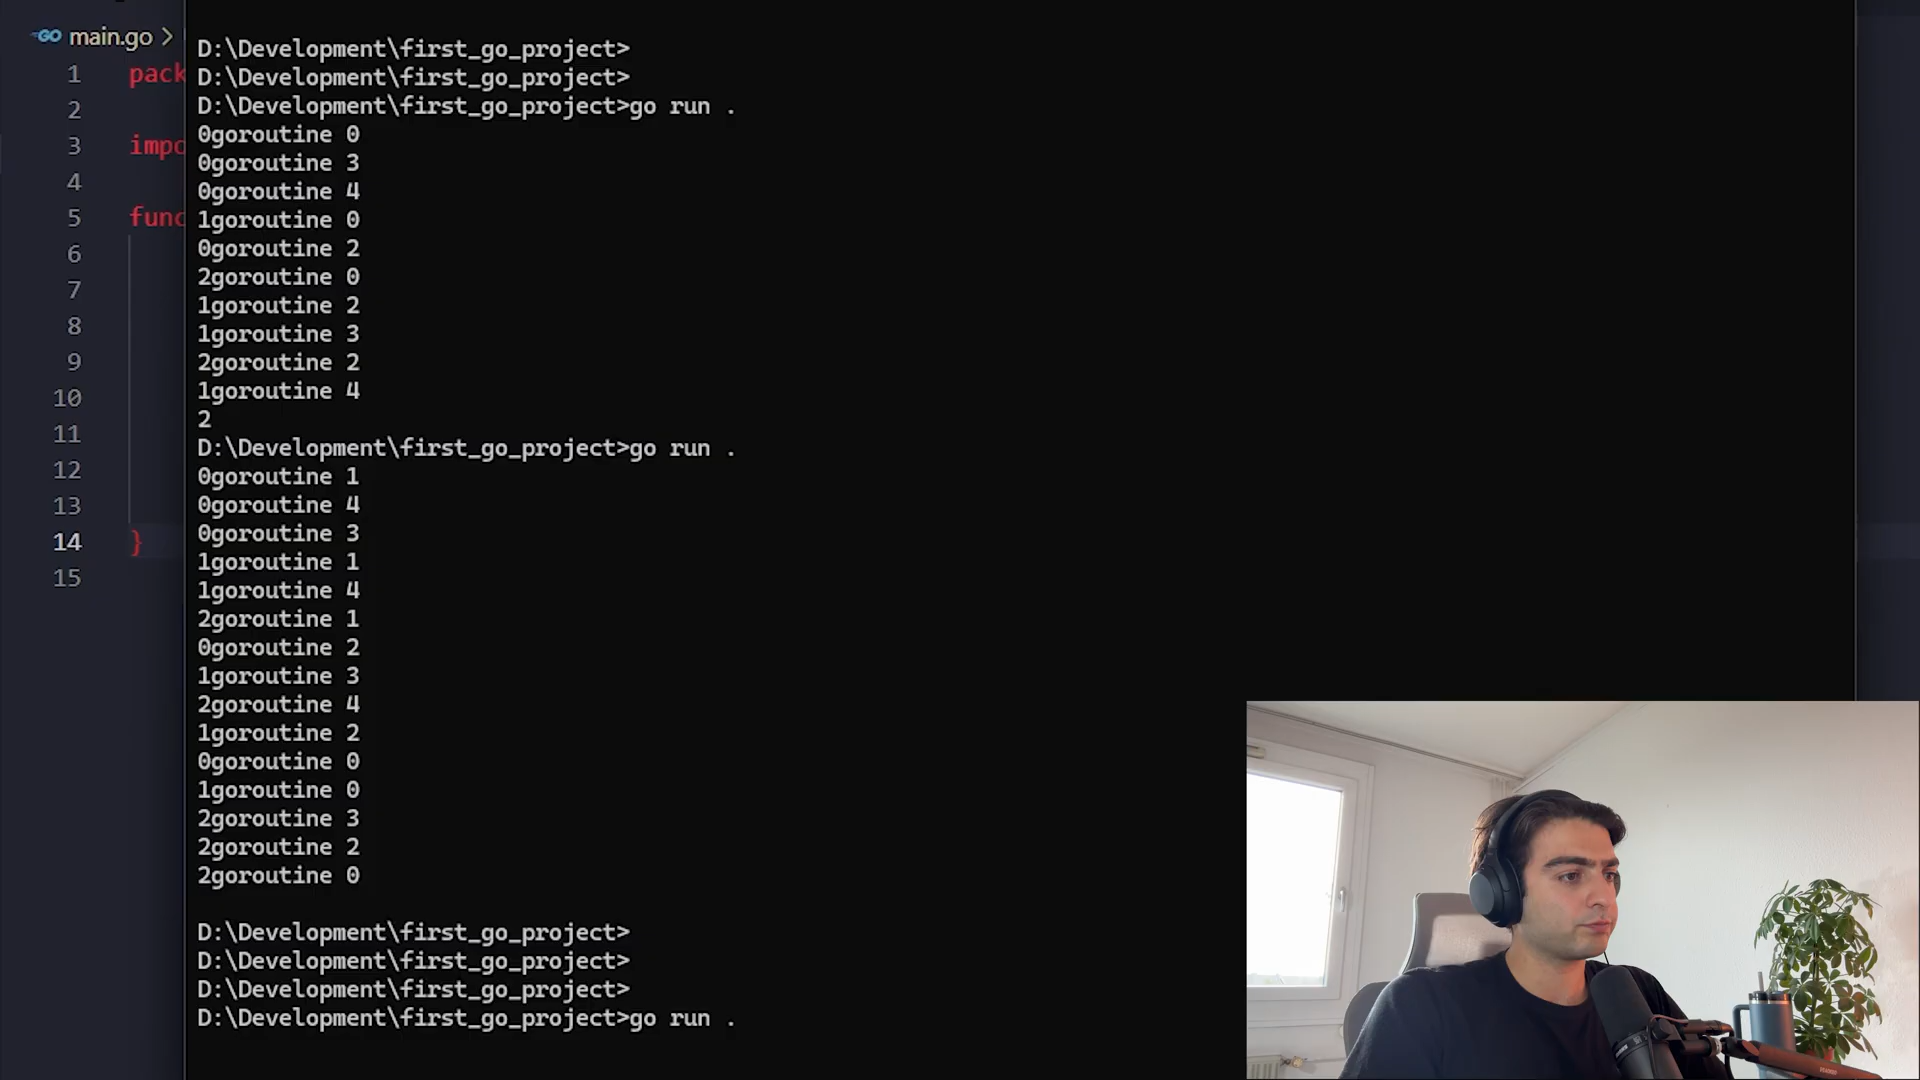 GO main.go >
1 pack
2
3 impo
4
5 func
6
7
8
9
10
11
12
13
14 }
15
D:\Development\first_go_project>
D:\Development\first_go_project>
D:\Development\first_go_project>go run .
0goroutine 0
0goroutine 3
0goroutine 4
1goroutine 0
0goroutine 2
2goroutine 0
1goroutine 2
1goroutine 3
2goroutine 2
1goroutine 4
2
D:\Development\first_go_project>go run .
0goroutine 1
0goroutine 4
0goroutine 3
1goroutine 1
1goroutine 4
2goroutine 1
0goroutine 2
1goroutine 3
2goroutine 4
1goroutine 2
0goroutine 0
1goroutine 0
2goroutine 3
2goroutine 2
2goroutine 0
D:\Development\first_go_project>
D:\Development\first_go_project>
D:\Development\first_go_project>
D:\Development\first_go_project>go run .